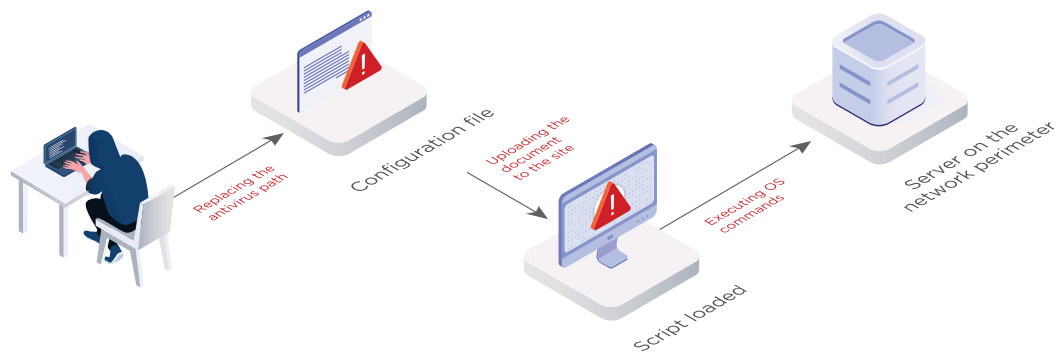 Replacing the
antivirus path
Configuration file
Uploading the
document
to the site
Script loaded
Executing OS
commands
Server on the
network perimeter